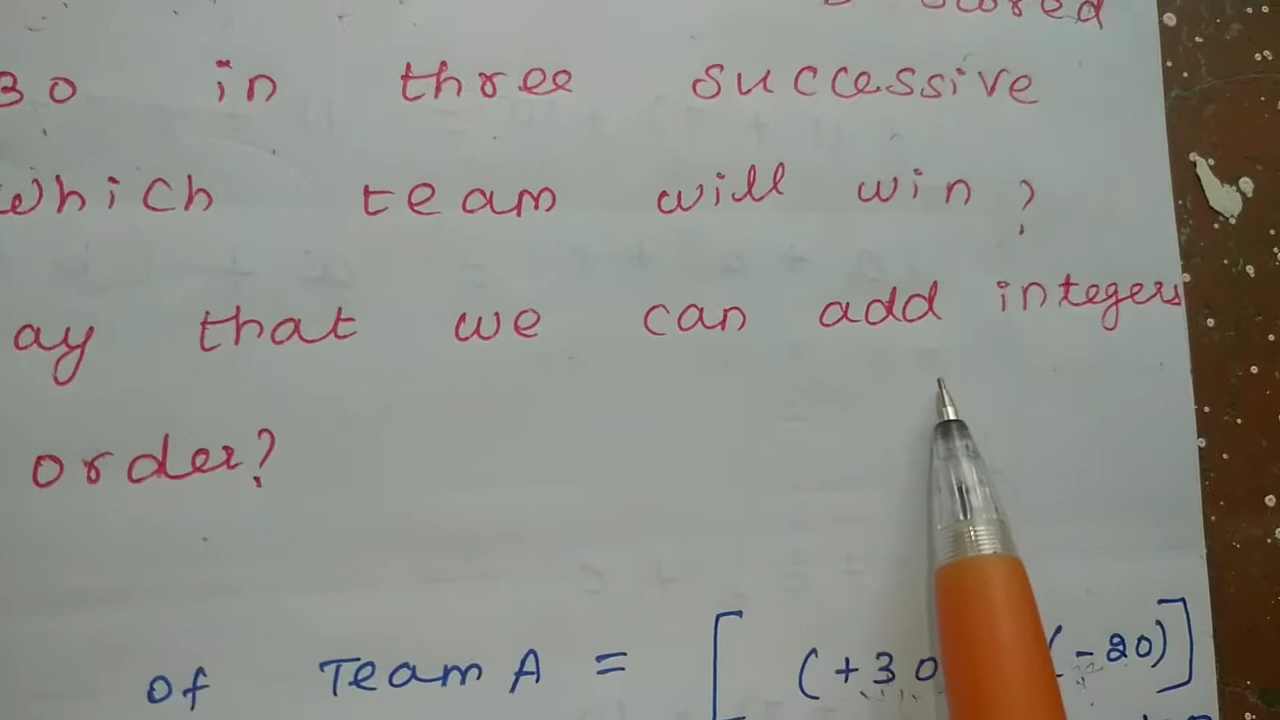 scored
30 in three successive
which team will win?
ay that we can add integers
order?
of Team A = [ (+30 (-20) ]